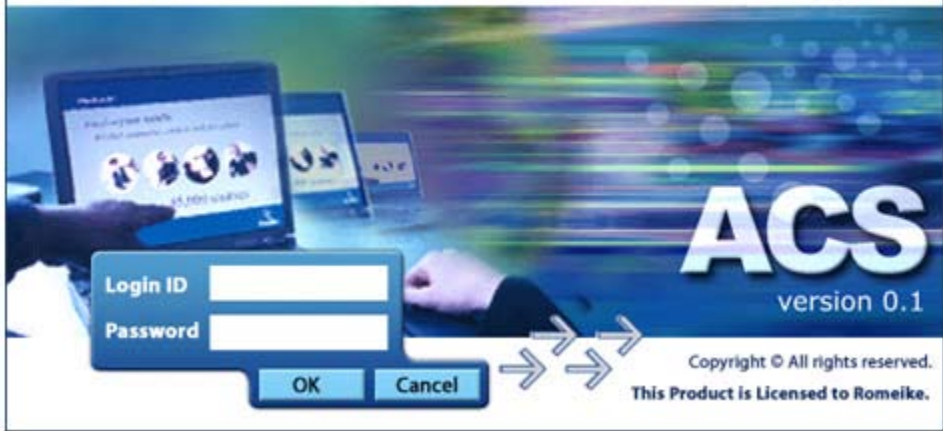 ACS
version 0.1
Login ID
Password
OK
Cancel
Copyright © All rights reserved.
This Product is Licensed to Romeike.